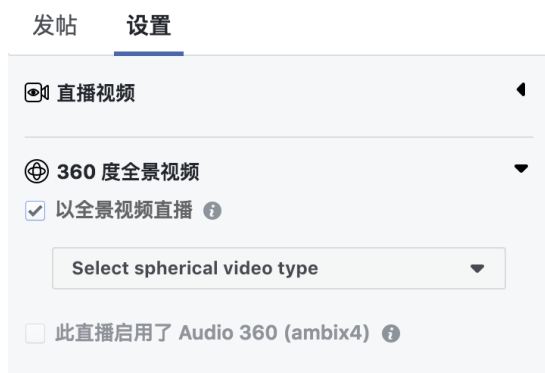 发帖 设置
直播视频
360 度全景视频
以全景视频直播
Select spherical video type
此直播启用了 Audio 360 (ambix4)